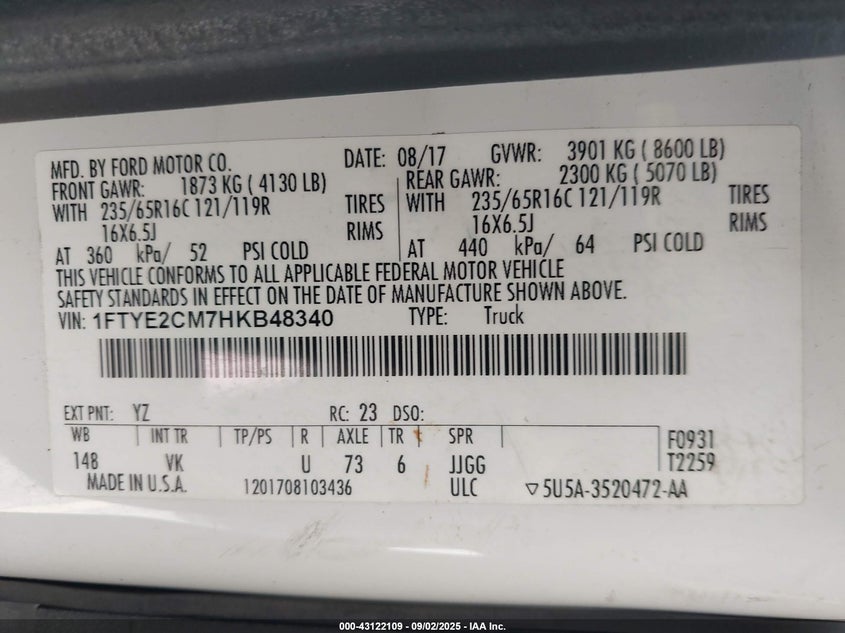 MFD. BY FORD MOTOR CO. DATE: 08/17 GVWR: 3901 KG ( 8600 LB)
FRONT GAWR: 1873 KG ( 4130 LB) REAR GAWR: 2300 KG ( 5070 LB)
WITH 235/65R16C 121/119R TIRES WITH 235/65R16C 121/119R TIRES
16X6.5J RIMS 16X6.5J RIMS
AT 360 kPa/ 52 PSI COLD AT 440 kPa/ 64 PSI COLD
THIS VEHICLE CONFORMS TO ALL APPLICABLE FEDERAL MOTOR VEHICLE
SAFETY STANDARDS IN EFFECT ON THE DATE OF MANUFACTURE SHOWN ABOVE.
VIN: 1FTYE2CM7HKB48340 TYPE: Truck
EXT PNT: YZ RC: 23 DSO:
WB INT TR TP/PS R AXLE TR SPR F0931
148 VK U 73 6 JJGG T2259
MADE IN U.S.A. 1201708103436 ULC ▽5U5A-3520472-AA
000-43122109 - 09/02/2025 - IAA Inc.